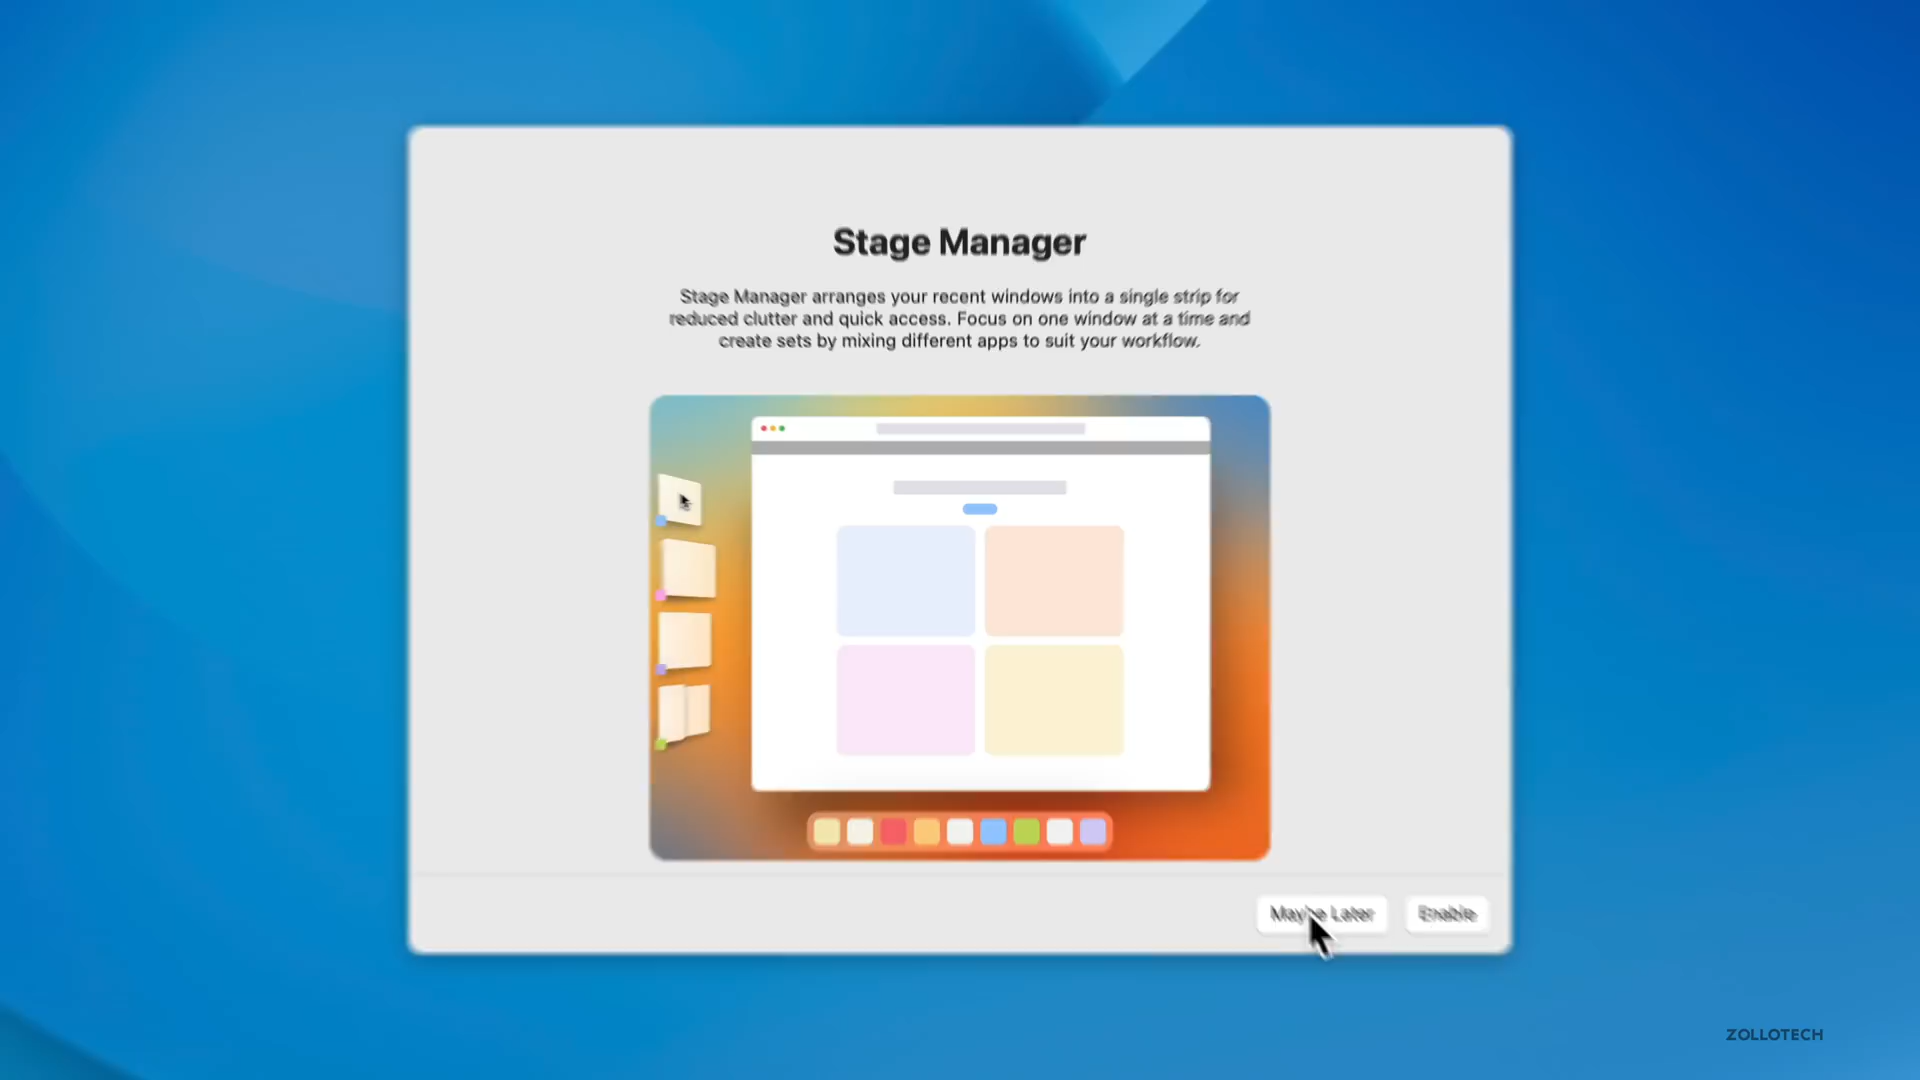 Stage Manager
Stage Manager arranges your recent windows into a single strip for
reduced clutter and quick access. Focus on one window at a time and
create sets by mixing different apps to suit your workflow.
Maybe Later
Enable
ZOLLOTECH